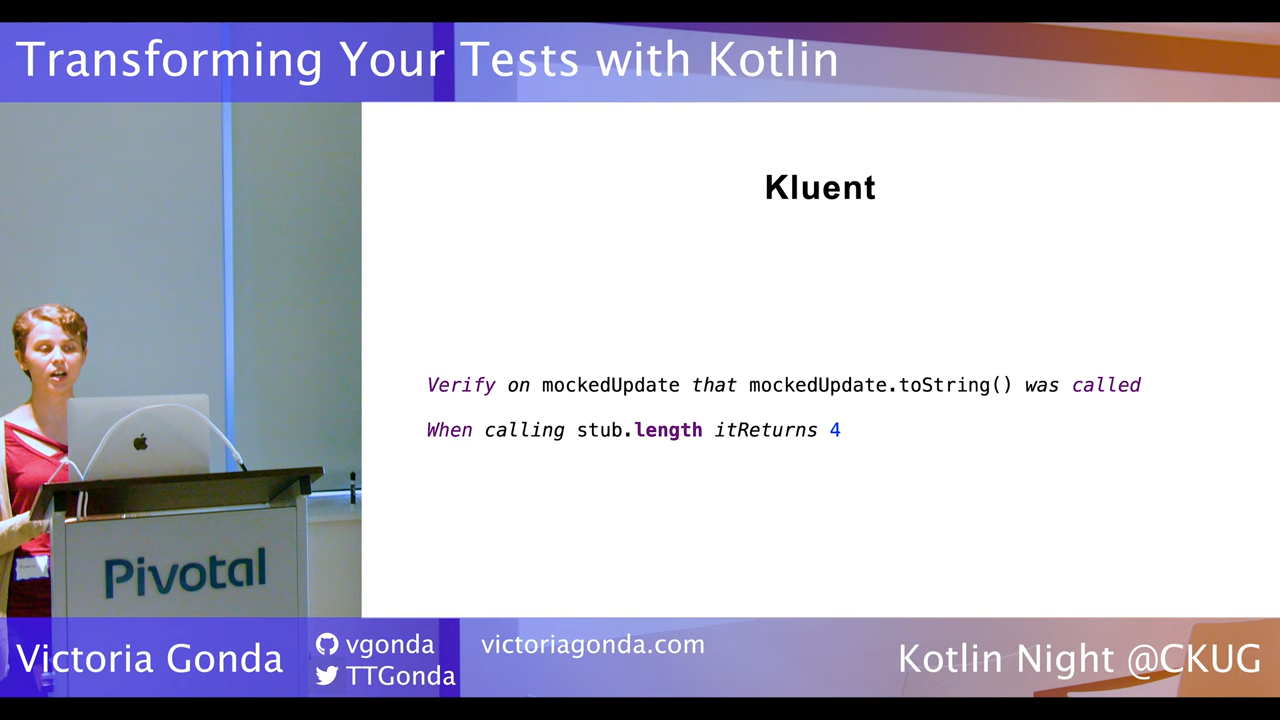 Transforming Your Tests with Kotlin
Kluent
Verify on mockedUpdate that mockedUpdate.toString() was called
When calling stub.length itReturns 4
Pivotal
Victoria Gonda
vgonda
TTGonda
victoriagonda.com
Kotlin Night @CKUG